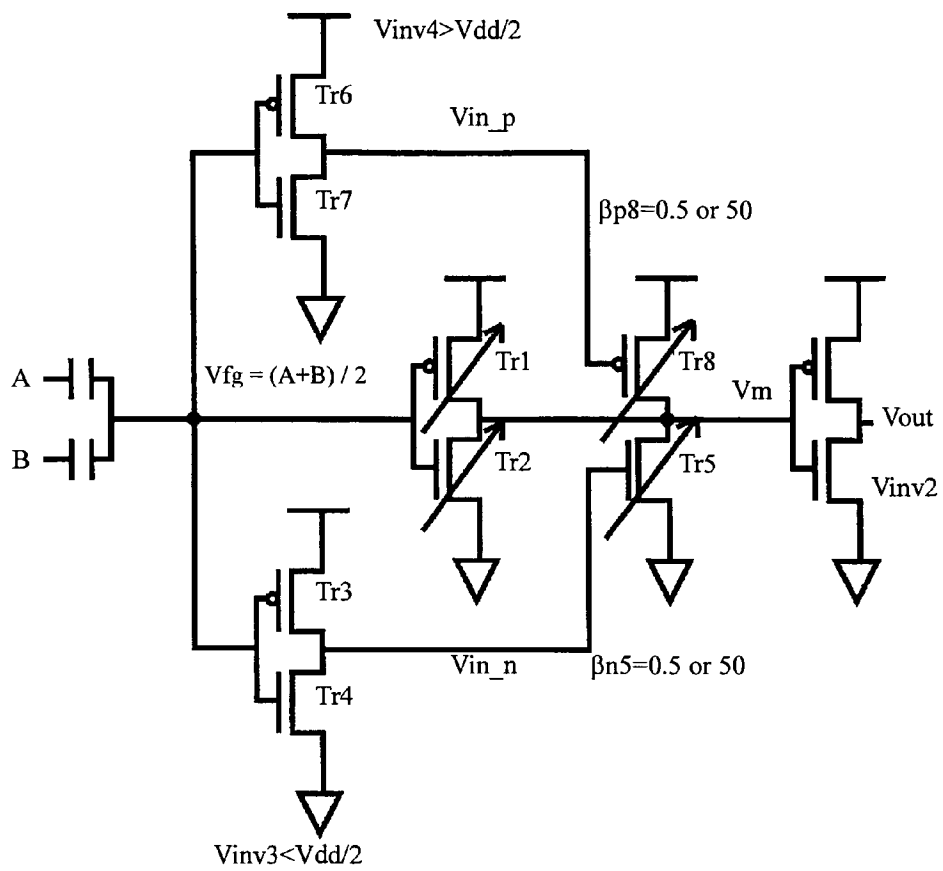 Vinv4>Vdd/2
Tr6
Vin_p
Tr7
βp8=0.5 or 50
A
Vfg = (A+B) / 2
Tr1
Tr8
Vm
Vout
B
Tr2
Tr5
Vinv2
Tr3
Vin_n
βn5=0.5 or 50
Tr4
Vinv3<Vdd/2